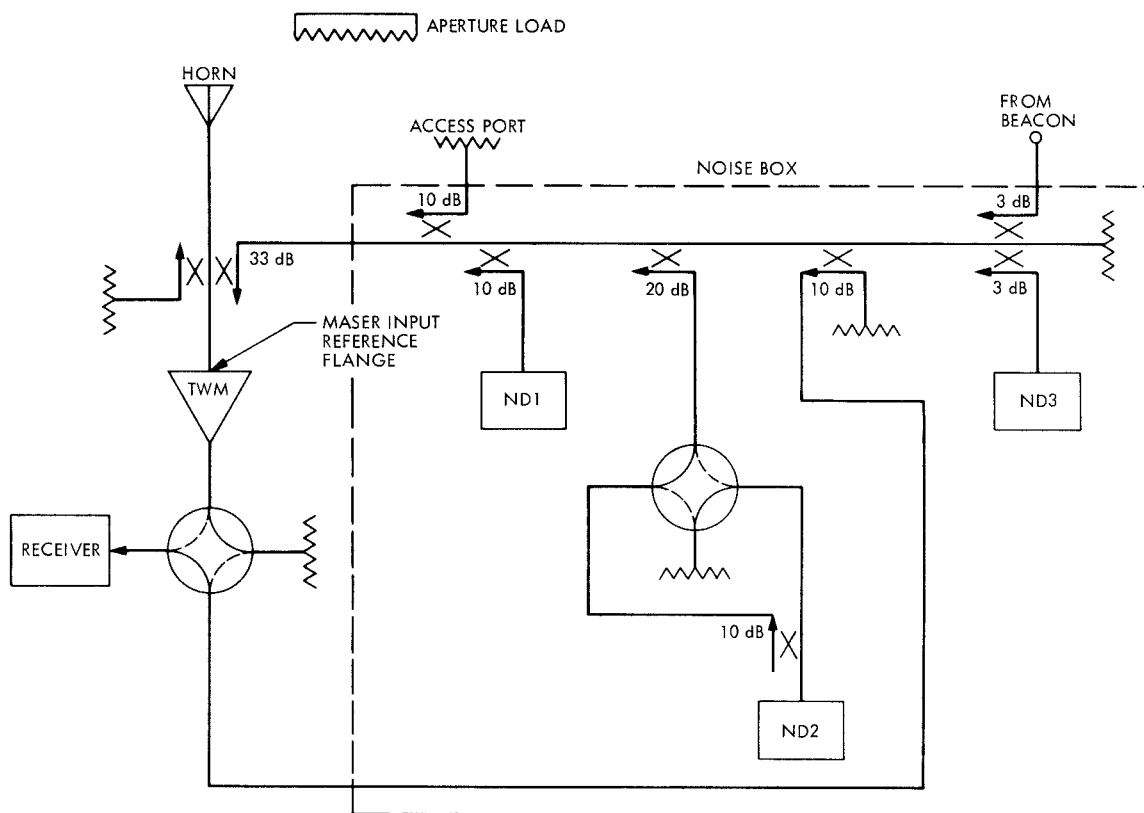 APERTURE LOAD
HORN
ACCESS PORT
FROM
BEACON
NOISE BOX
10 dB
3 dB
33 dB
10 dB
20 dB
10 dB
3 dB
MASER INPUT
REFERENCE
FLANGE
TWM
ND1
ND3
RECEIVER
10 dB
ND2